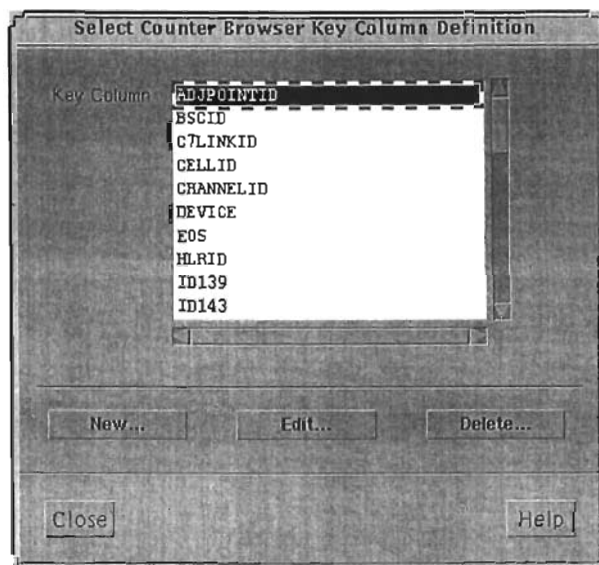 Select Counter Browser Key Column Definition
Key Column
ADJPOINTID
BSCID
C7LINKID
CELLID
CHANNELID
DEVICE
EOS
HLRID
ID139
ID143
New... Edit... Delete...
Close Help